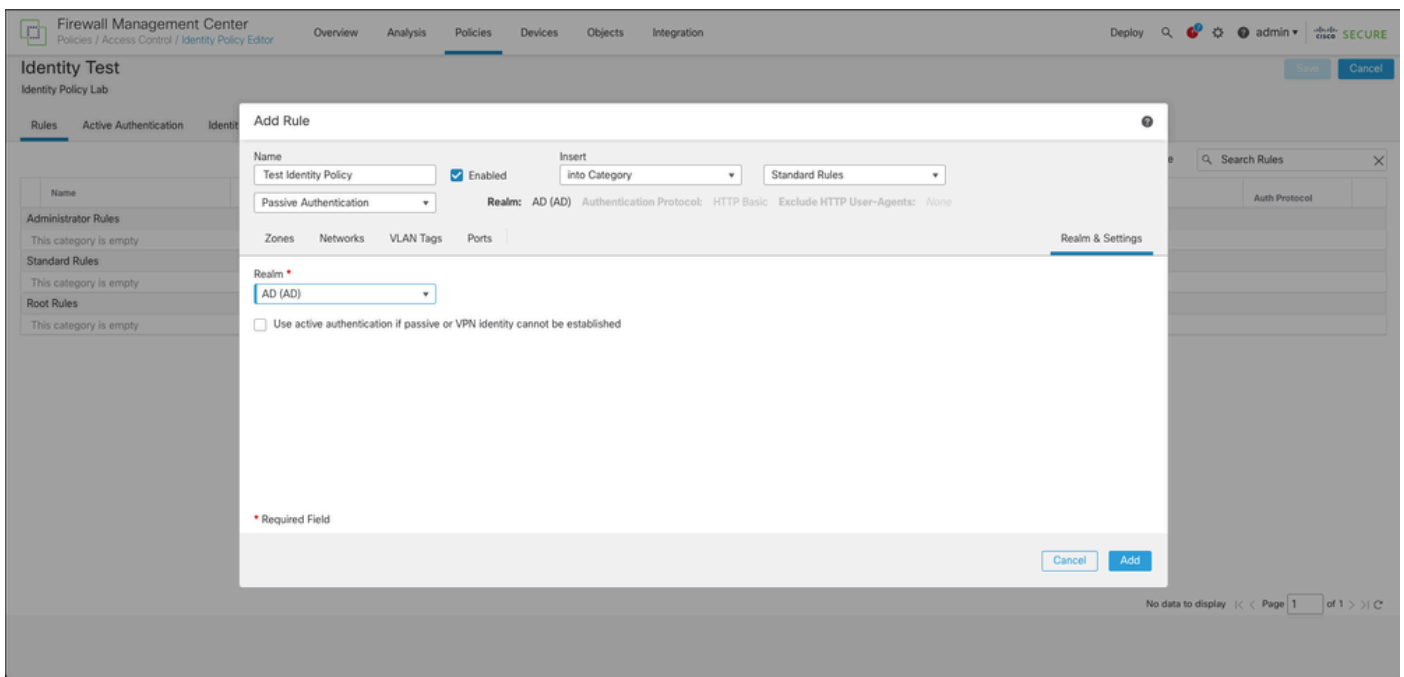 Firewall Management Center
Policies / Access Control / Identity Policy Editor
Overview Analysis Policies Devices Objects Integration
Deploy admin cisco SECURE
Identity Test
Save Cancel
Identity Policy Lab
Rules Active Authentication Identit
Add Rule
Name Insert
Test Identity Policy Enabled into Category Standard Rules
Passive Authentication Realm: AD (AD) Authentication Protocol: HTTP Basic Exclude HTTP User-Agents: None
Zones Networks VLAN Tags Ports Realm & Settings
Realm *
AD (AD)
Use active authentication if passive or VPN identity cannot be established
* Required Field
Cancel Add
e Search Rules
Name Auth Protocol
Administrator Rules
This category is empty
Standard Rules
This category is empty
Root Rules
This category is empty
No data to display |< < Page 1 of 1 > >|